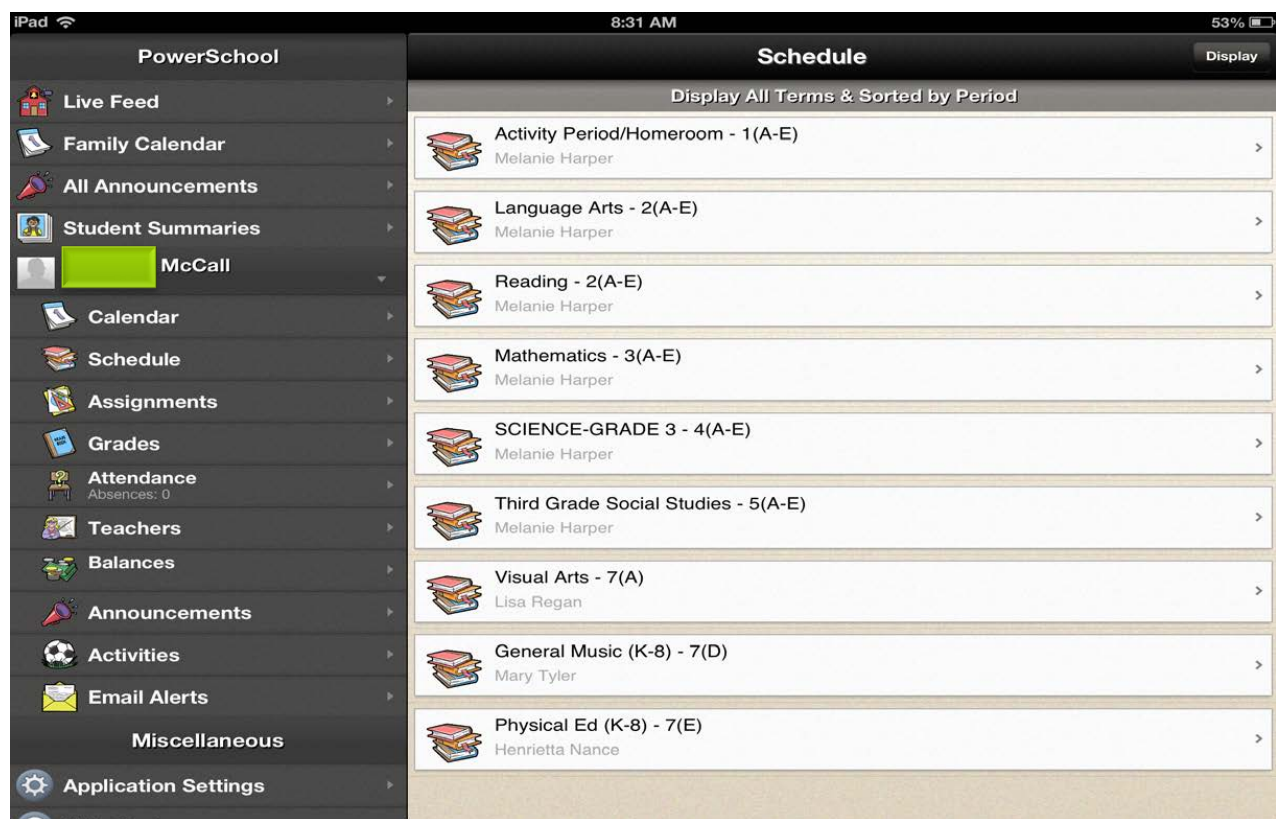 iPad 8:31 AM 53%
PowerSchool
Live Feed
Family Calendar
All Announcements
Student Summaries
McCall
Calendar
Schedule
Assignments
Grades
Attendance
Absences: 0
Teachers
Balances
Announcements
Activities
Email Alerts
Miscellaneous
Application Settings
Schedule
Display
Display All Terms & Sorted by Period
Activity Period/Homeroom - 1(A-E)
Melanie Harper
Language Arts - 2(A-E)
Melanie Harper
Reading - 2(A-E)
Melanie Harper
Mathematics - 3(A-E)
Melanie Harper
SCIENCE-GRADE 3 - 4(A-E)
Melanie Harper
Third Grade Social Studies - 5(A-E)
Melanie Harper
Visual Arts - 7(A)
Lisa Regan
General Music (K-8) - 7(D)
Mary Tyler
Physical Ed (K-8) - 7(E)
Henrietta Nance